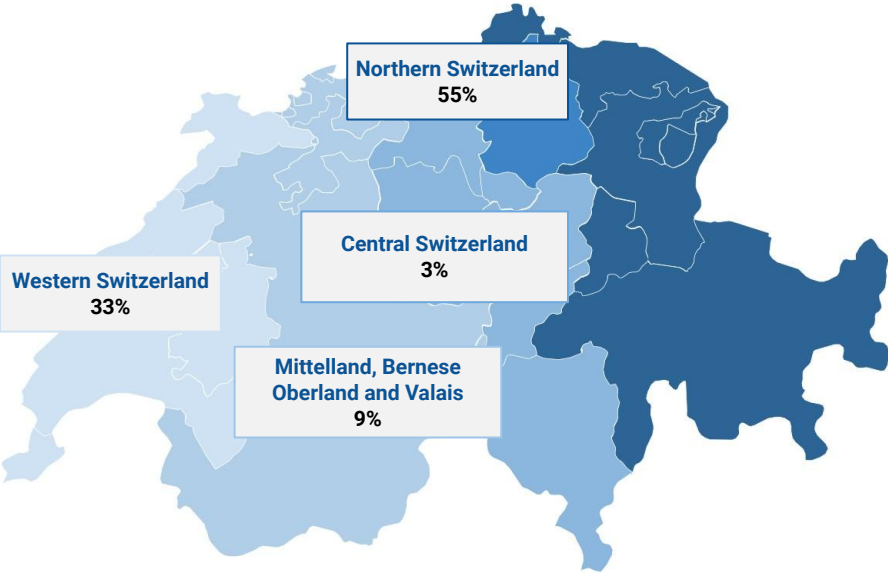 Northern Switzerland
55%
Central Switzerland
3%
Western Switzerland
33%
Mittelland, Bernese
Oberland and Valais
9%